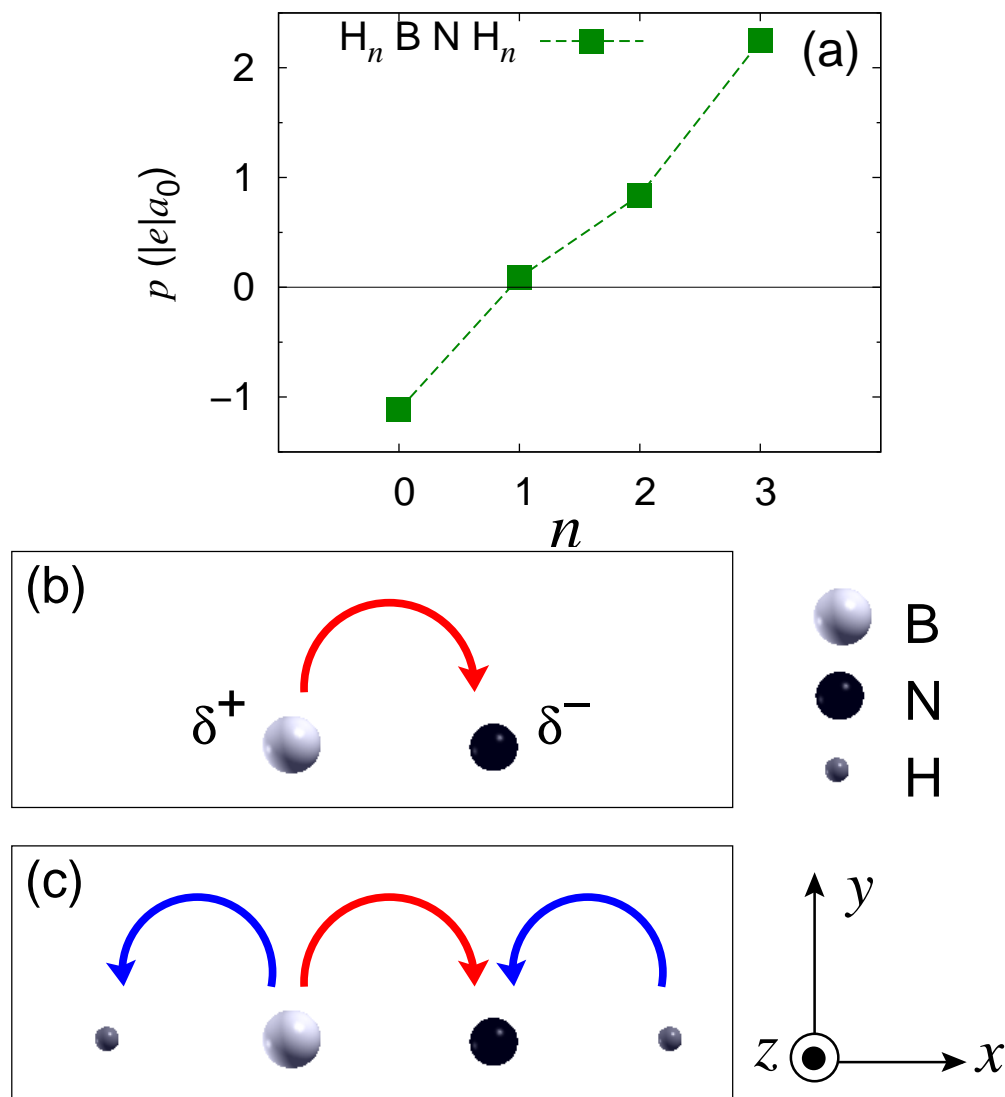 H_n B N H_n
(a)
2
1
0
−1
p (|e|a_0)
0 1 2 3
n
(b)
δ^+ δ^−
B
N
H
(c)
y
z x